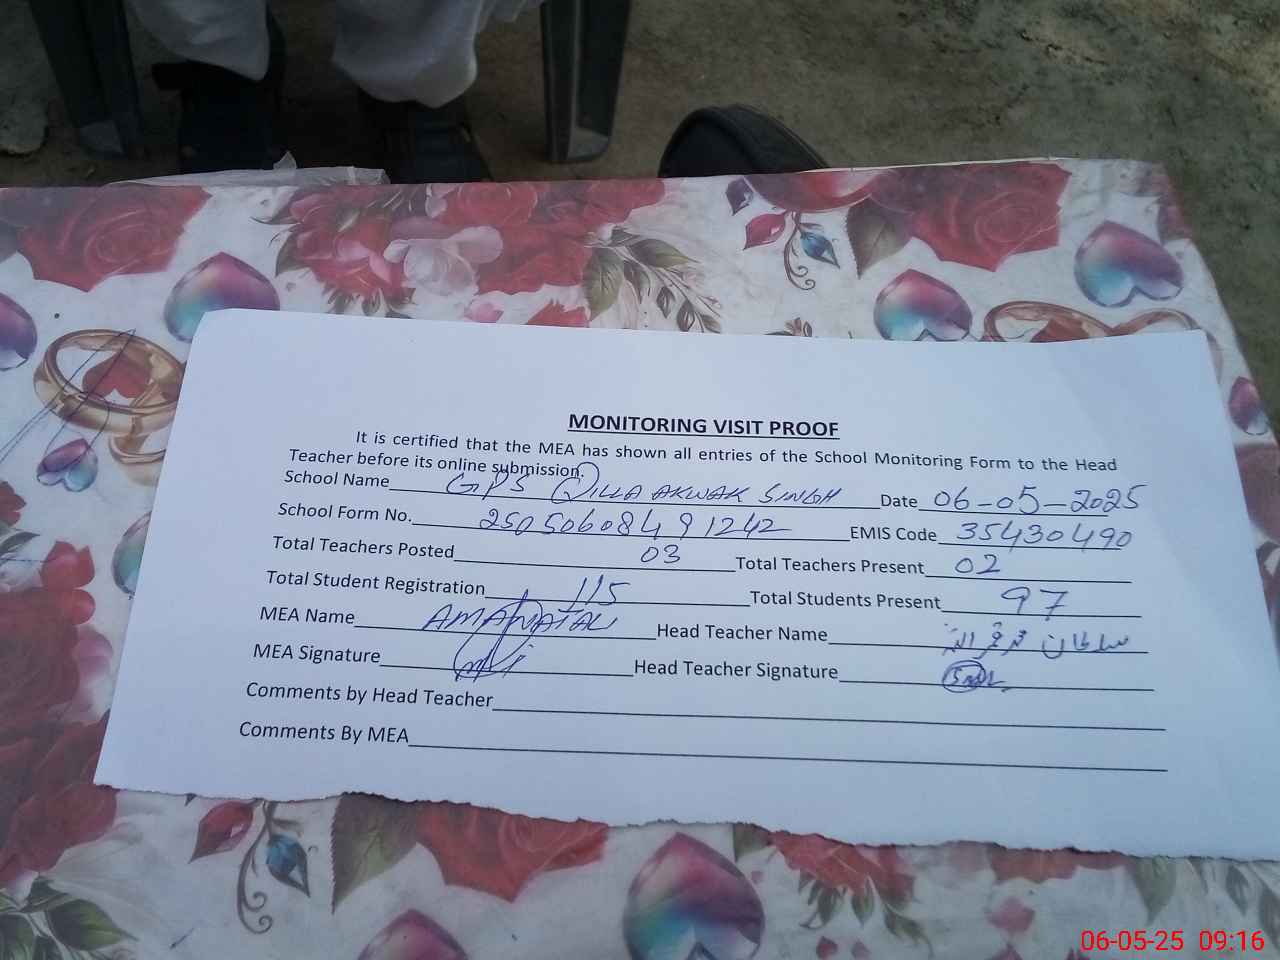 MONITORING VISIT PROOF
It is certified that the MEA has shown all entries of the School Monitoring Form to the Head
Teacher before its online submission.
School Name GPS QILLA AKWAK SINGH Date 06-05-2025
School Form No. 25050608491242 EMIS Code 35430490
Total Teachers Posted 03 Total Teachers Present 02
Total Student Registration 115 Total Students Present 97
MEA Name AMANATALI Head Teacher Name سلطان
MEA Signature Head Teacher Signature
Comments by Head Teacher
Comments By MEA
06-05-25 09:16